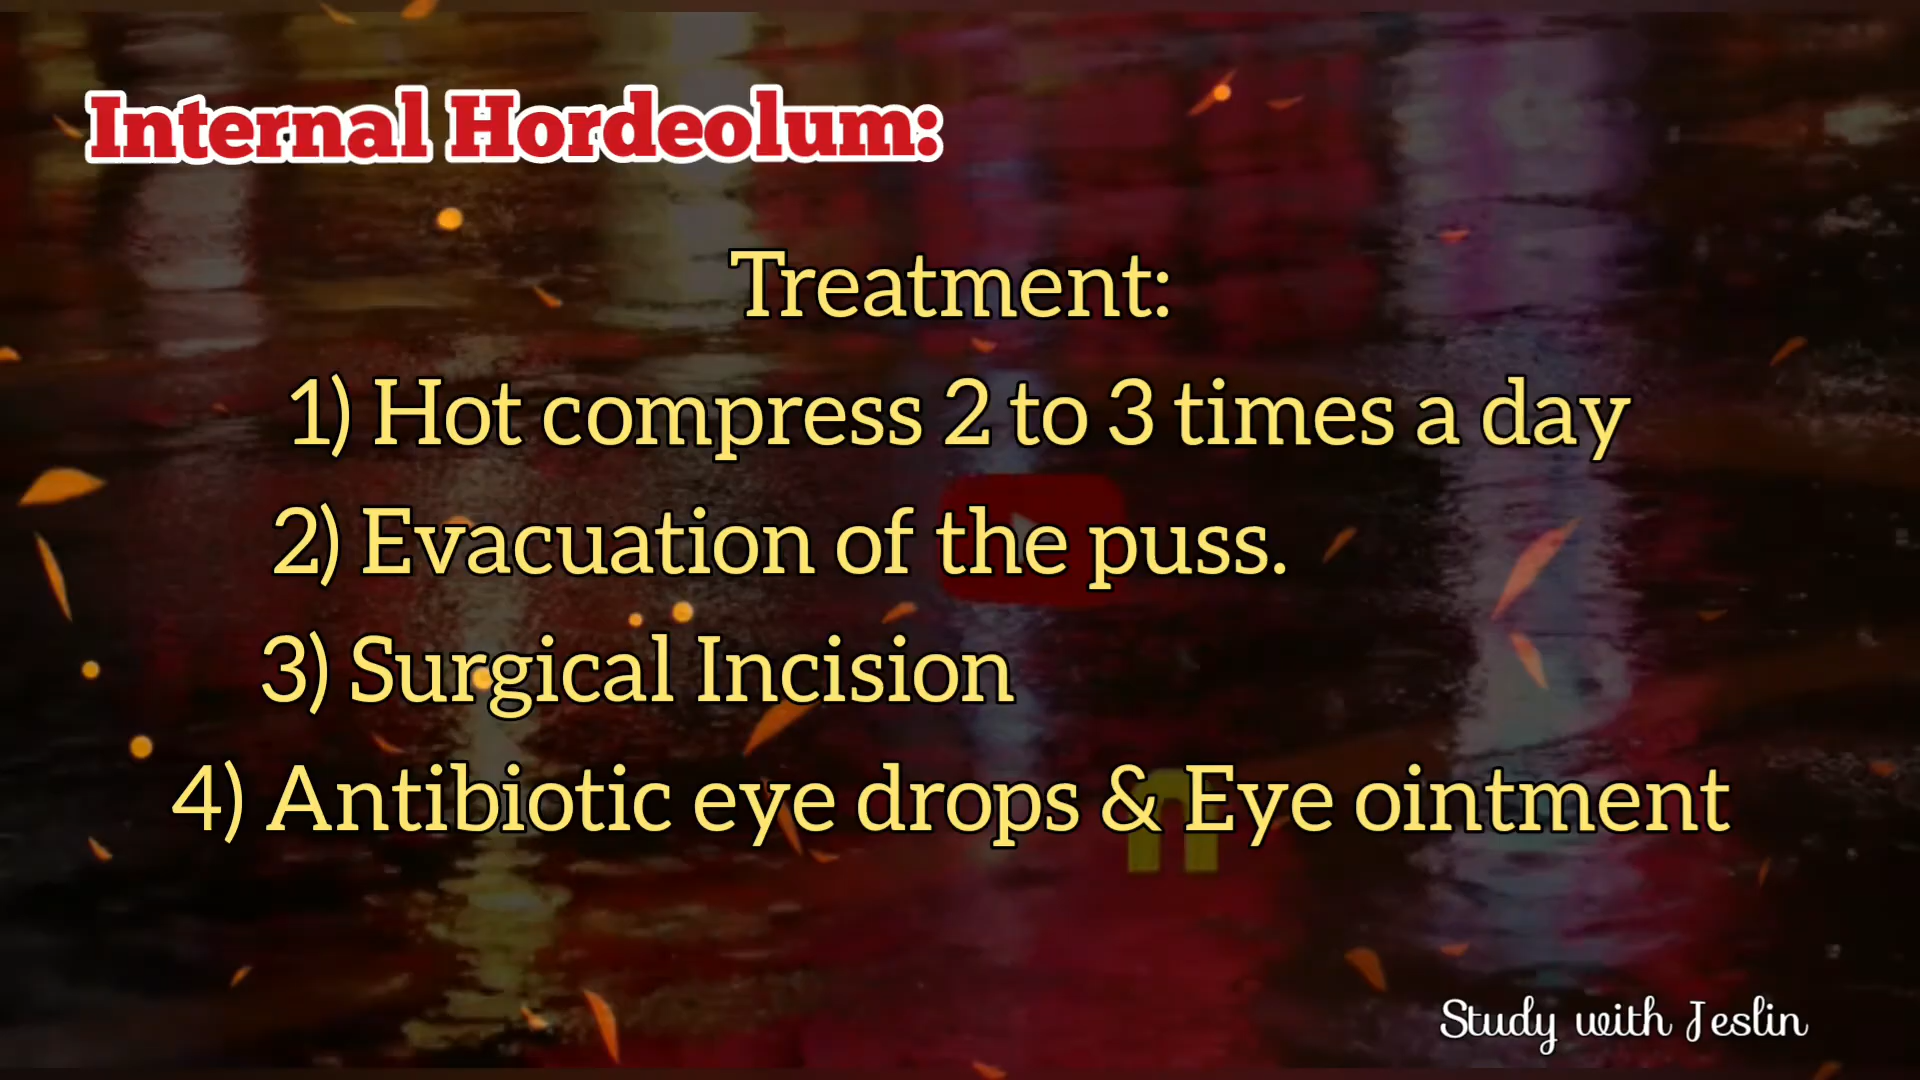 Internal Hordeolum:
Treatment:
1) Hot compress 2 to 3 times a day
2) Evacuation of the puss.
3) Surgical Incision
4) Antibiotic eye drops & Eye ointment
Study with Jeslin